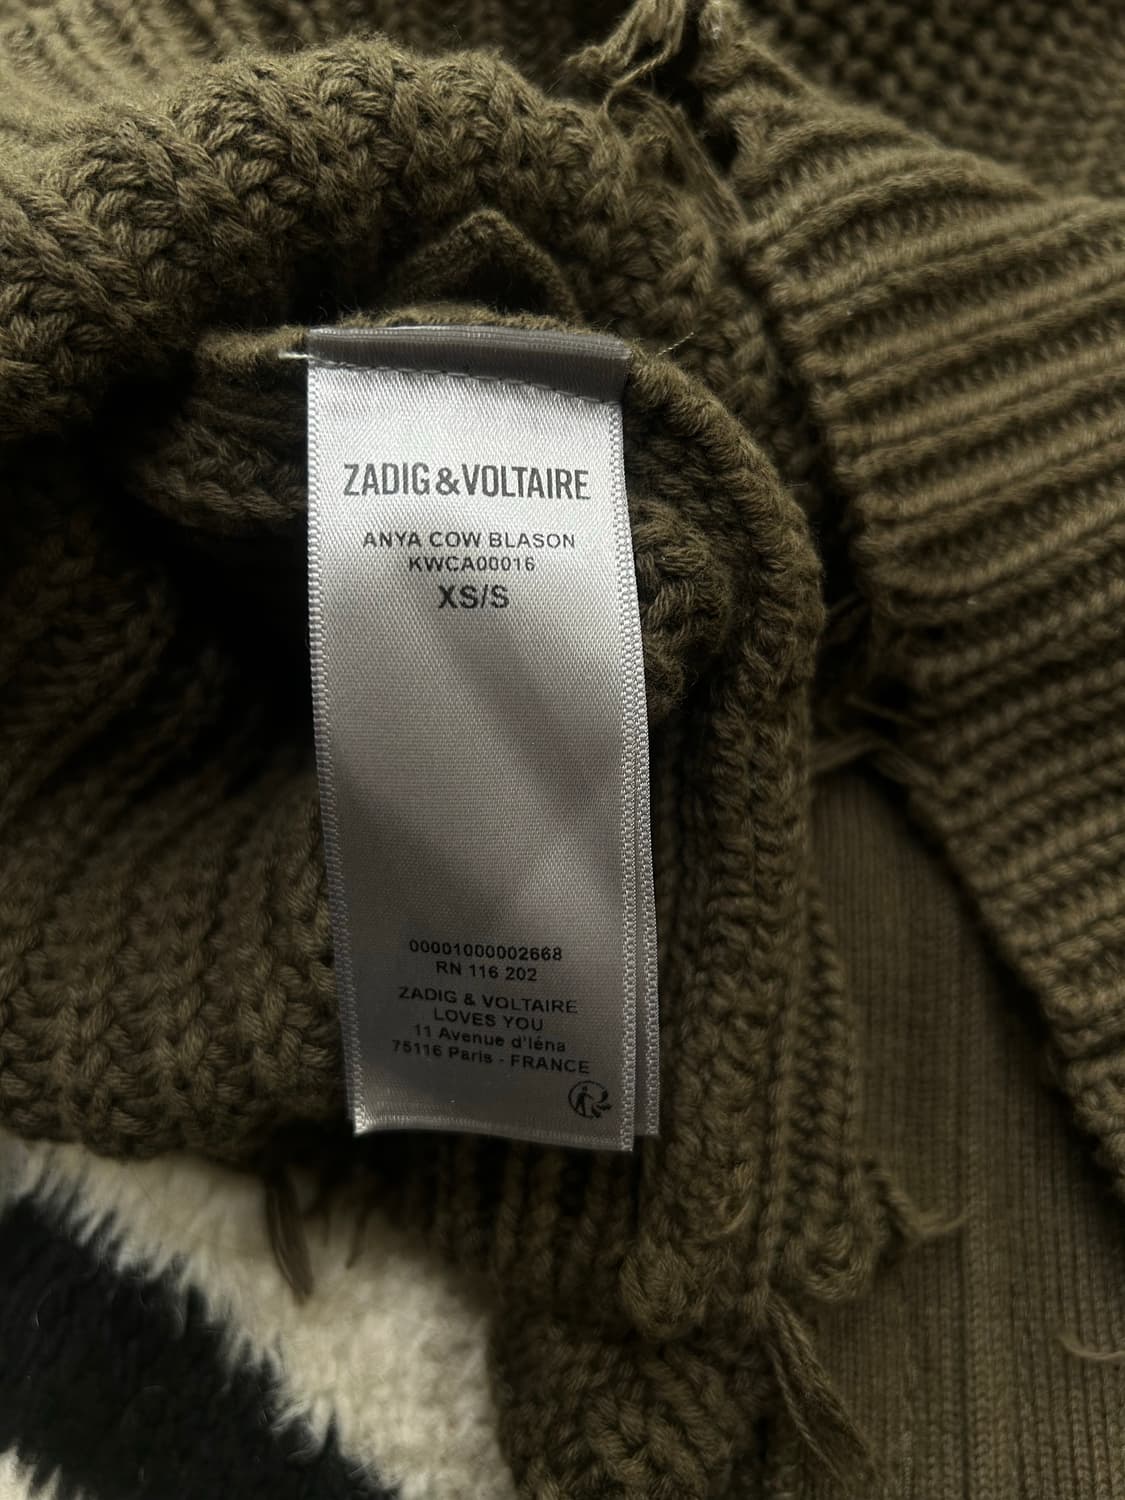 ZADIG & VOLTAIRE
ANYA COW BLASON
KWCA00016
XS/S
00001000002668
RN 116 202
ZADIG & VOLTAIRE
LOVES YOU
11 Avenue d'Iéna
75116 Paris - FRANCE